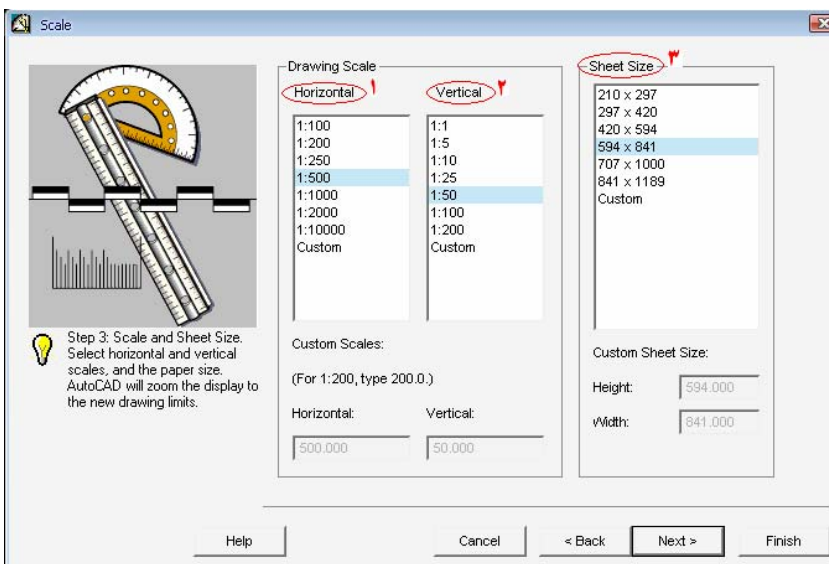 Scale
Drawing Scale
Horizontal ۱
Vertical ۲
1:100
1:200
1:250
1:500
1:1000
1:2000
1:10000
Custom
1:1
1:5
1:10
1:25
1:50
1:100
1:200
Custom
Custom Scales:
(For 1:200, type 200.0.)
Horizontal:
Vertical:
500.000
50.000
Sheet Size ۳
210 x 297
297 x 420
420 x 594
594 x 841
707 x 1000
841 x 1189
Custom
Custom Sheet Size:
Height:
594.000
Width:
841.000
Step 3: Scale and Sheet Size.
Select horizontal and vertical
scales, and the paper size.
AutoCAD will zoom the display to
the new drawing limits.
Help
Cancel
< Back
Next >
Finish